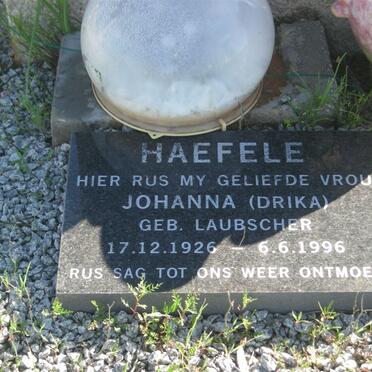 HAEFELE
HIER RUS MY GELIEFDE VROU
JOHANNA (DRIKA)
GEB. LAUBSCHER
17.12.1926 - 6.6.1996
RUS SAG TOT ONS WEER ONTMOE